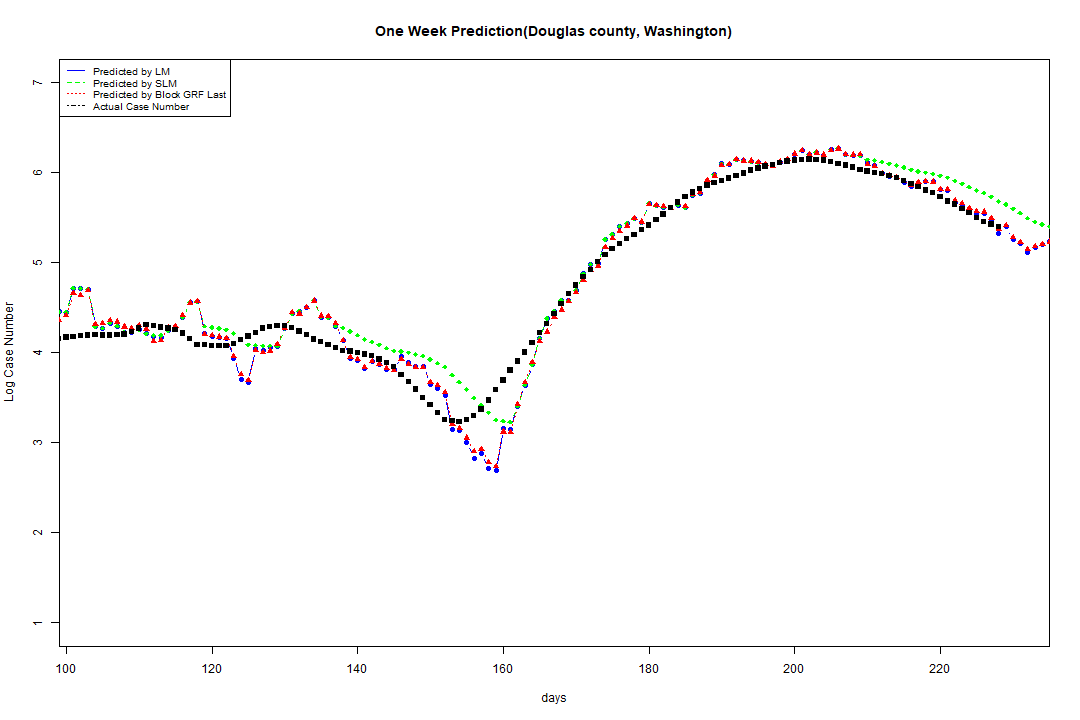 One Week Prediction(Douglas county, Washington)
Predicted by LM
Predicted by SLM
Predicted by Block GRF Last
Actual Case Number
7
6
5
4
3
2
1
Log Case Number
100 120 140 160 180 200 220
days